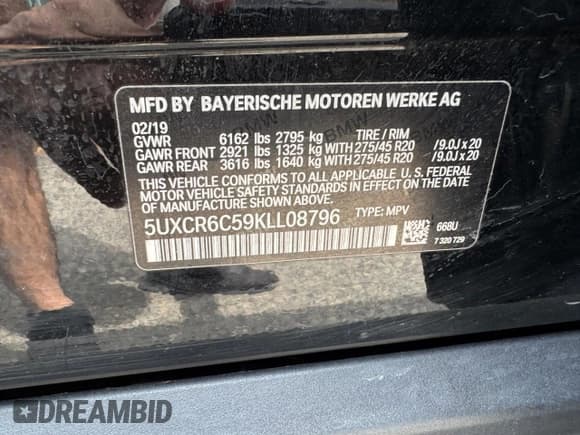 MFD BY BAYERISCHE MOTOREN WERKE AG
02/19
GVWR 6162 lbs 2795 kg TIRE / RIM
GAWR FRONT 2921 lbs 1325 kg WITH 275/45 R20 /9.0J x 20
GAWR REAR 3616 lbs 1640 kg WITH 275/45 R20 /9.0J x 20
THIS VEHICLE CONFORMS TO ALL APPLICABLE U. S. FEDERAL
MOTOR VEHICLE SAFETY STANDARDS IN EFFECT ON THE DATE
OF MANUFACTURE SHOWN ABOVE.
5UXCR6C59KLL08796 TYPE: MPV
668U
7 320 729
DREAMBID